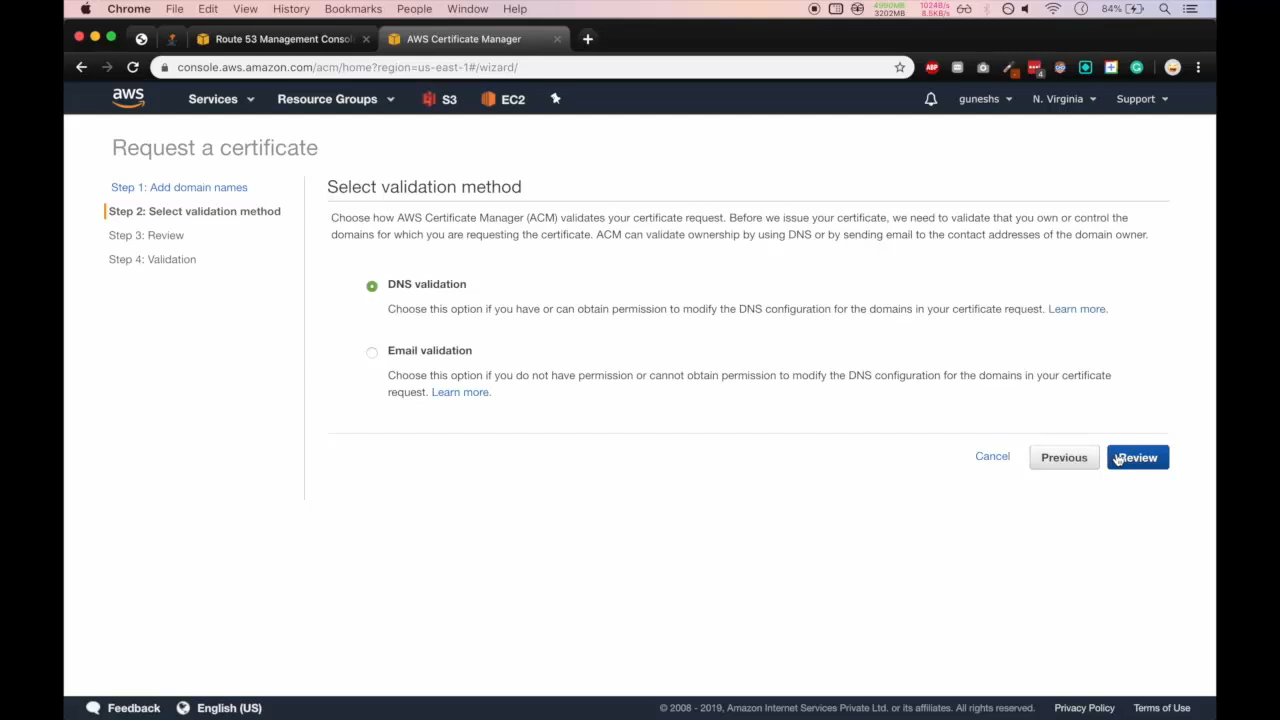 Chrome File Edit View History Bookmarks People Window Help 4990MB 3202MB 1024B/s 8.5KB/s 84%
Route 53 Management Consol AWS Certificate Manager
console.aws.amazon.com/acm/home?region=us-east-1#/wizard/ ABP 4
aws Services Resource Groups S3 EC2 guneshs N. Virginia Support
Request a certificate
Step 1: Add domain names
Step 2: Select validation method
Step 3: Review
Step 4: Validation
Select validation method
Choose how AWS Certificate Manager (ACM) validates your certificate request. Before we issue your certificate, we need to validate that you own or control the
domains for which you are requesting the certificate. ACM can validate ownership by using DNS or by sending email to the contact addresses of the domain owner.
DNS validation
Choose this option if you have or can obtain permission to modify the DNS configuration for the domains in your certificate request. Learn more.
Email validation
Choose this option if you do not have permission or cannot obtain permission to modify the DNS configuration for the domains in your certificate
request. Learn more.
Cancel Previous Review
Feedback English (US) © 2008 - 2019, Amazon Internet Services Private Ltd. or its affiliates. All rights reserved. Privacy Policy Terms of Use